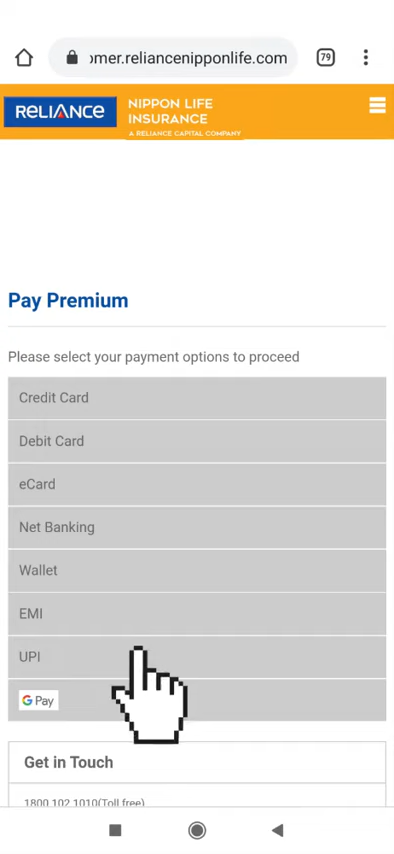 79
omer.reliancenipponlife.com
RELIANCE
NIPPON LIFE
INSURANCE
A RELIANCE CAPITAL COMPANY
Pay Premium
Please select your payment options to proceed
Credit Card
Debit Card
eCard
Net Banking
Wallet
EMI
UPI
G Pay
Get in Touch
1800 102 1010(Toll free)